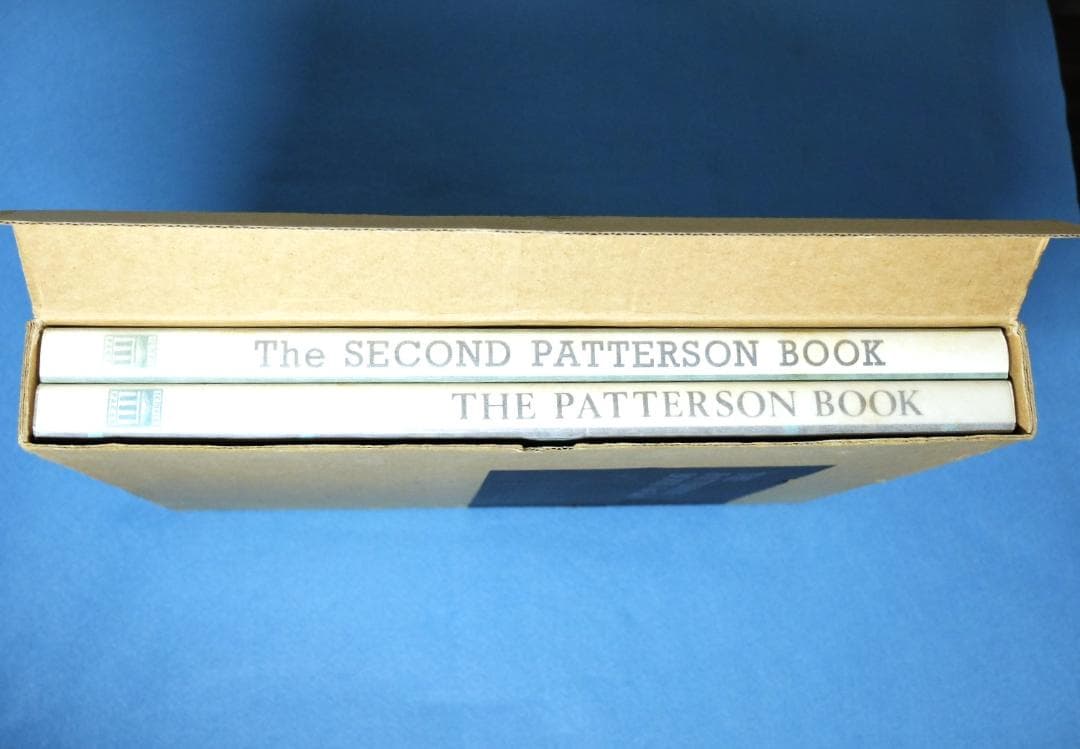 The SECOND PATTERSON BOOK
THE PATTERSON BOOK